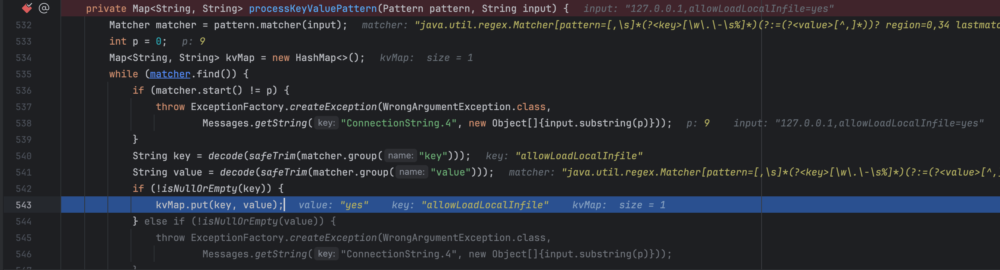 @ private Map<String, String> processKeyValuePattern(Pattern pattern, String input) { input: "127.0.0.1,allowLoadLocalInfile=yes"
532 Matcher matcher = pattern.matcher(input); matcher: "java.util.regex.Matcher[pattern=[,\s]*(?<key>[\w\.\-\s%]*)(?:=(?<value>[^,]*))? region=0,34 lastmatc
533 int p = 0; p: 9
534 Map<String, String> kvMap = new HashMap<>(); kvMap: size = 1
535 while (matcher.find()) {
536 if (matcher.start() != p) {
537 throw ExceptionFactory.createException(WrongArgumentException.class,
538 Messages.getString( key: "ConnectionString.4", new Object[]{input.substring(p)})); p: 9 input: "127.0.0.1,allowLoadLocalInfile=yes"
539 }
540 String key = decode(safeTrim(matcher.group( name: "key"))); key: "allowLoadLocalInfile"
541 String value = decode(safeTrim(matcher.group( name: "value"))); matcher: "java.util.regex.Matcher[pattern=[,\s]*(?<key>[\w\.\-\s%]*)(?:=(?<value>[^,]
542 if (!isNullOrEmpty(key)) {
543 kvMap.put(key, value); value: "yes" key: "allowLoadLocalInfile" kvMap: size = 1
544 } else if (!isNullOrEmpty(value)) {
545 throw ExceptionFactory.createException(WrongArgumentException.class,
546 Messages.getString( key: "ConnectionString.4", new Object[]{input.substring(p)}));